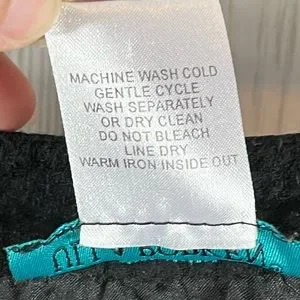 MACHINE WASH COLD
GENTLE CYCLE
WASH SEPARATELY
OR DRY CLEAN
DO NOT BLEACH
LINE DRY
WARM IRON INSIDE OUT